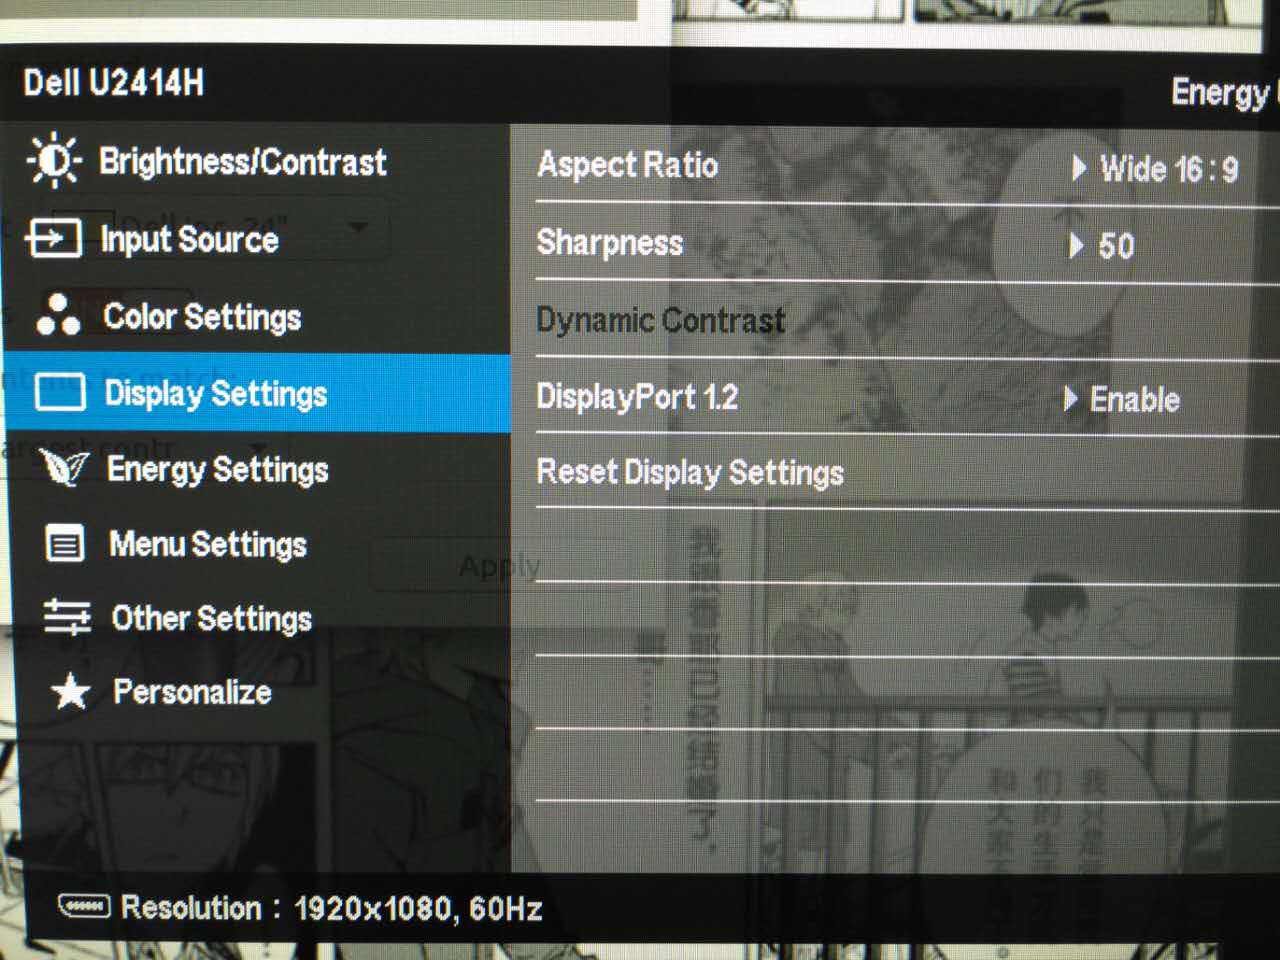 Dell U2414H
Energy
Brightness/Contrast
Input Source
Color Settings
Display Settings
Energy Settings
Menu Settings
Other Settings
Personalize
Aspect Ratio
Wide 16:9
Sharpness
50
Dynamic Contrast
DisplayPort 1.2
Enable
Reset Display Settings
Apply
Resolution : 1920x1080, 60Hz